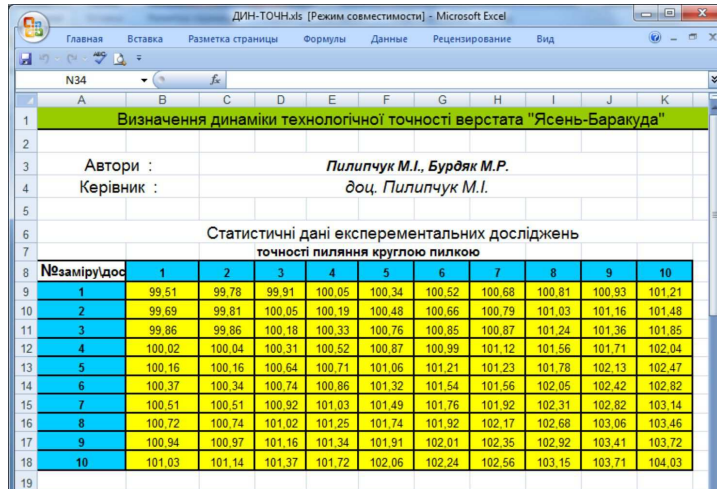 ДИН-ТОЧН.xls [Режим совместимости] - Microsoft Excel
Главная Вставка Разметка страницы Формулы Данные Рецензирование Вид
N34 fx
A B C D E F G H I J K
1 Визначення динаміки технологічної точності верстата "Ясень-Баракуда"
2
3 Автори : Пилипчук М.І., Бурдяк М.Р.
4 Керівник : доц. Пилипчук М.І.
5
6 Статистичні дані експерементальних досліджень
7 точності пиляння круглою пилкою
8 №заміру\дос 1 2 3 4 5 6 7 8 9 10
9 1 99,51 99,78 99,91 100,05 100,34 100,52 100,68 100,81 100,93 101,21
10 2 99,69 99,81 100,05 100,19 100,48 100,66 100,79 101,03 101,16 101,48
11 3 99,86 99,86 100,18 100,33 100,76 100,85 100,87 101,24 101,36 101,85
12 4 100,02 100,04 100,31 100,52 100,87 100,99 101,12 101,56 101,71 102,04
13 5 100,16 100,16 100,64 100,71 101,06 101,21 101,23 101,78 102,13 102,47
14 6 100,37 100,34 100,74 100,86 101,32 101,54 101,56 102,05 102,42 102,82
15 7 100,51 100,51 100,92 101,03 101,49 101,76 101,92 102,31 102,82 103,14
16 8 100,72 100,74 101,02 101,25 101,74 101,92 102,17 102,68 103,06 103,46
17 9 100,94 100,97 101,16 101,34 101,91 102,01 102,35 102,92 103,41 103,72
18 10 101,03 101,14 101,37 101,72 102,06 102,24 102,56 103,15 103,71 104,03
19